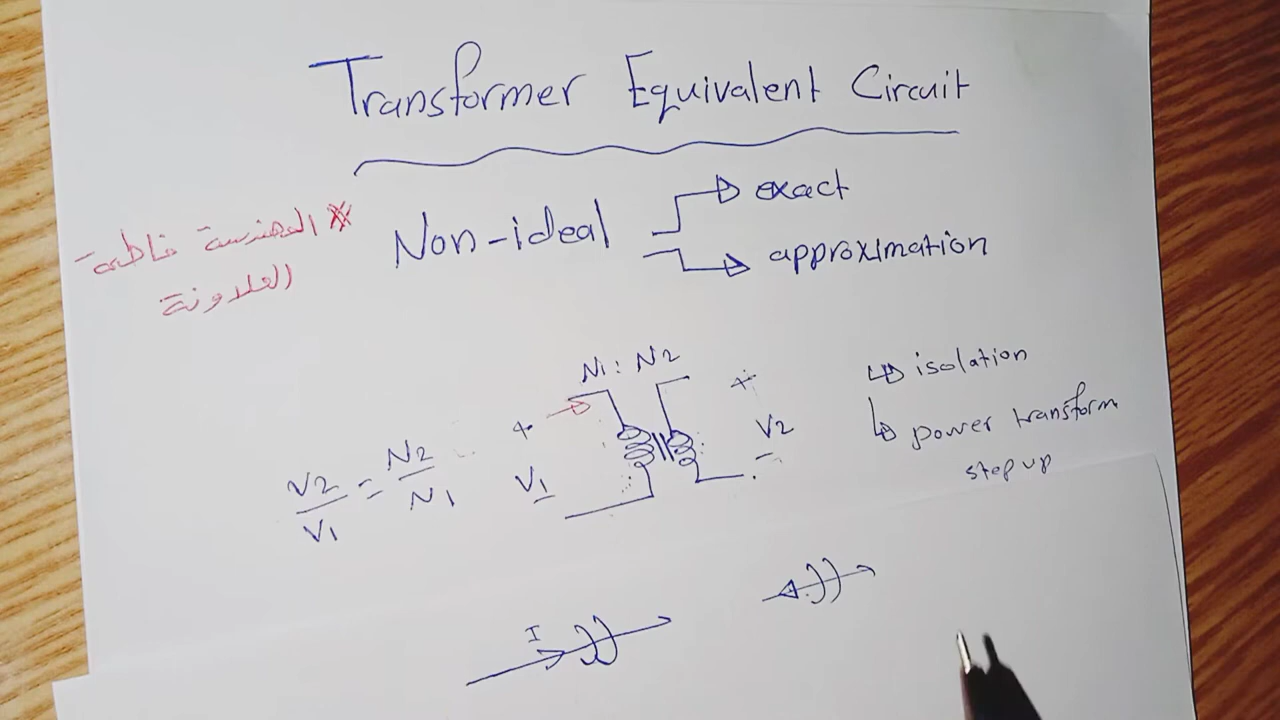 Transformer Equivalent Circuit
Non-ideal
exact
approximation
* المهندسة فاطمة
العلاونة
N1 : N2
+
+
V2/V1 = N2/N1
V1
V2
-
isolation
power transform
step up
I